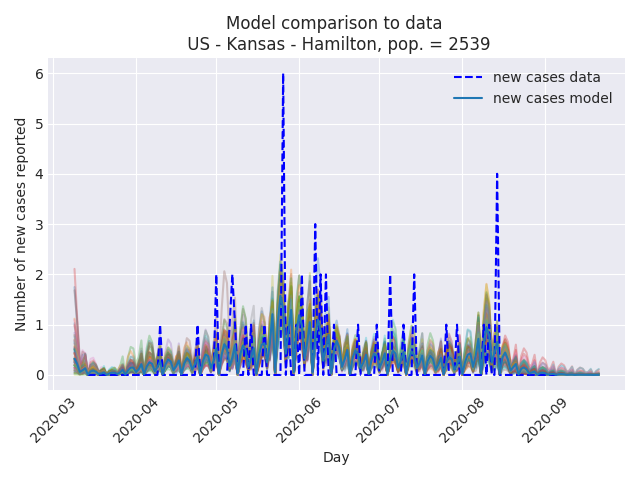 Model comparison to data
US - Kansas - Hamilton, pop. = 2539
new cases data
new cases model
Number of new cases reported
6
5
4
3
2
1
0
2020-03
2020-04
2020-05
2020-06
2020-07
2020-08
2020-09
Day